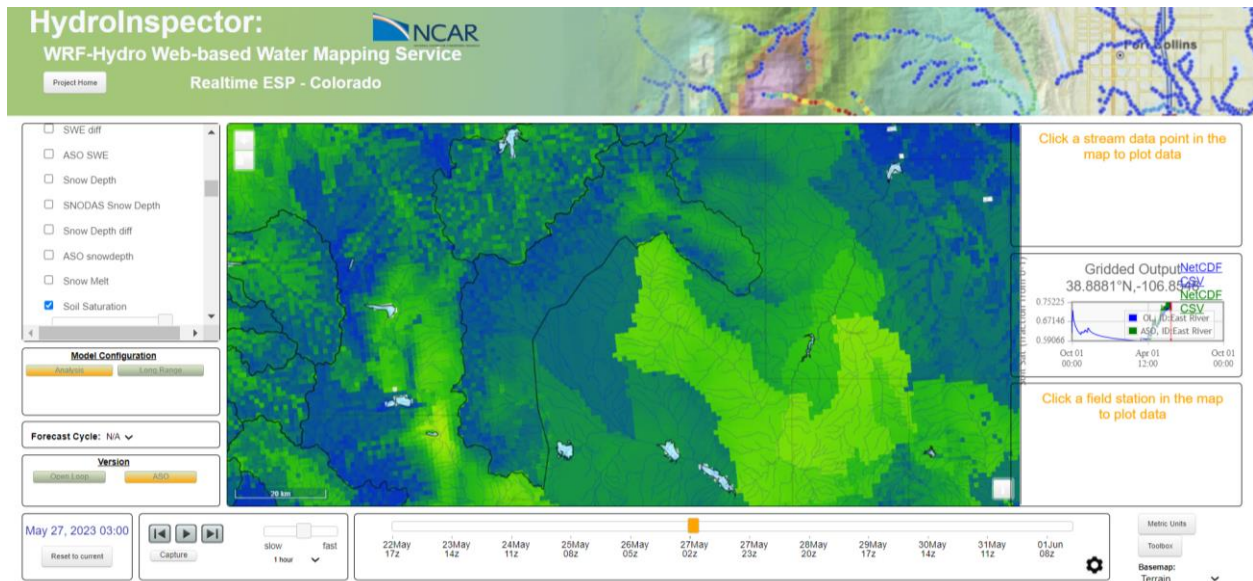 HydroInspector:
NCAR
WRF-Hydro Web-based Water Mapping Service
Project Home
Realtime ESP - Colorado
SWE diff
ASO SWE
Snow Depth
SNODAS Snow Depth
Snow Depth diff
ASO snowdepth
Snow Melt
Soil Saturation
Model Configuration
Analysis Long Range
Forecast Cycle: N/A
Version
Open Loop ASO
20 km
Click a stream data point in the
map to plot data
Gridded Output
NetCDF
CSV
38.8881°N,-106.85
NetCDF
CSV
0.75225
0.67146
0.59066
OL, ID:East River
ASO, ID:East River
Oct 01 Apr 01 Oct 01
00:00 12:00 00:00
Click a field station in the map
to plot data
May 27, 2023 03:00
Reset to current
Capture
slow fast
1 hour
22May 23May 24May 25May 26May 27May 27May 28May 29May 30May 31May 01Jun
17z 14z 11z 08z 05z 02z 23z 20z 17z 14z 11z 08z
Metric Units
Toolbox
Basemap:
Terrain